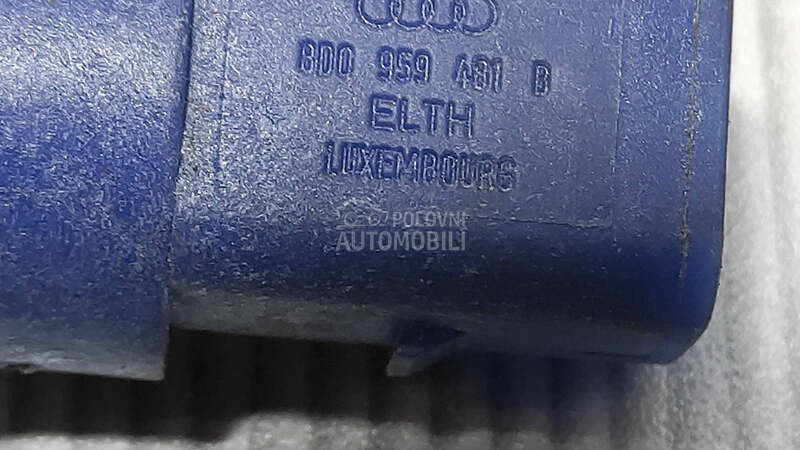 8D0 959 481 B
ELTH
LUXEMBOURG
POLOVNI
AUTOMOBILI